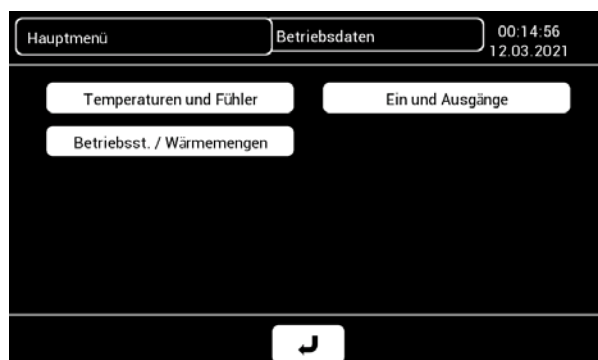 Hauptmenü
Betriebsdaten
00:14:56
12.03.2021
Temperaturen und Fühler
Ein und Ausgänge
Betriebsst. / Wärmemengen